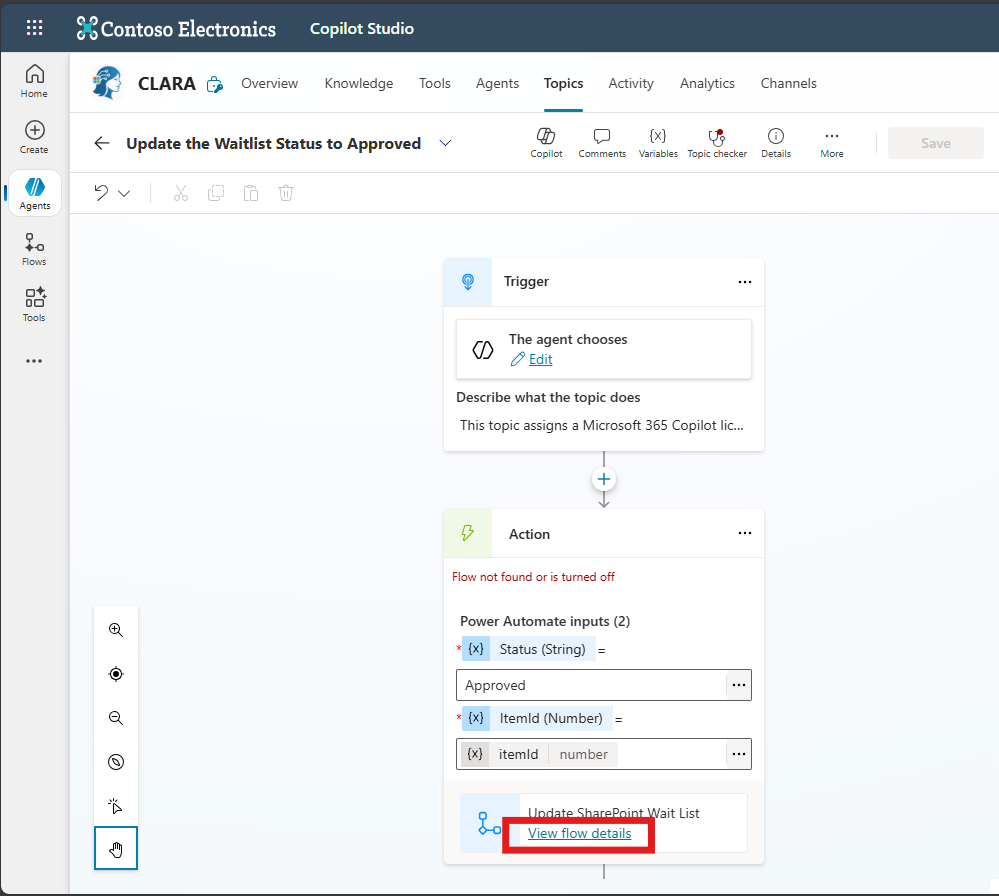 Contoso Electronics Copilot Studio
CLARA Overview Knowledge Tools Agents Topics Activity Analytics Channels
Home
Create
Agents
Flows
Tools
Update the Waitlist Status to Approved
Copilot Comments Variables Topic checker Details More Save
Trigger
The agent chooses
Edit
Describe what the topic does
This topic assigns a Microsoft 365 Copilot lic...
Action
Flow not found or is turned off
Power Automate inputs (2)
* {x} Status (String) =
Approved
* {x} ItemId (Number) =
{x} itemId number
Update SharePoint Wait List
View flow details